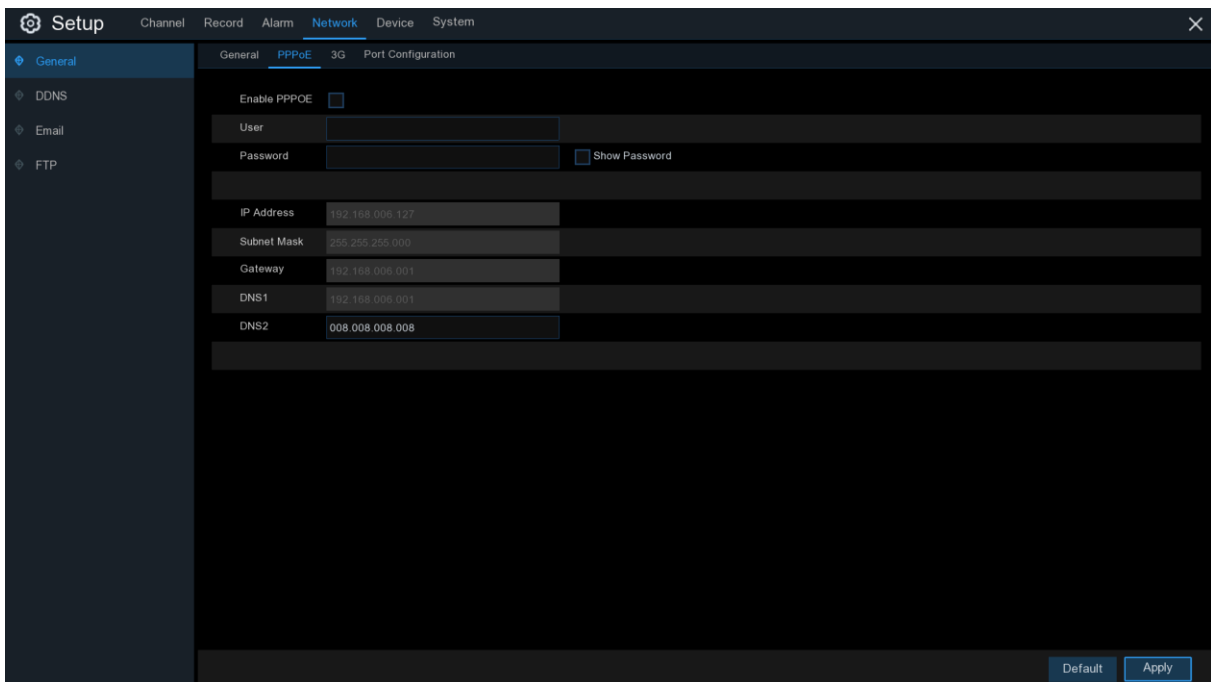 Setup Channel Record Alarm Network Device System
General General PPPoE 3G Port Configuration
DDNS
Email
FTP
Enable PPPOE
User
Password Show Password
IP Address 192.168.006.127
Subnet Mask 255.255.255.000
Gateway 192.168.006.001
DNS1 192.168.006.001
DNS2 008.008.008.008
Default Apply